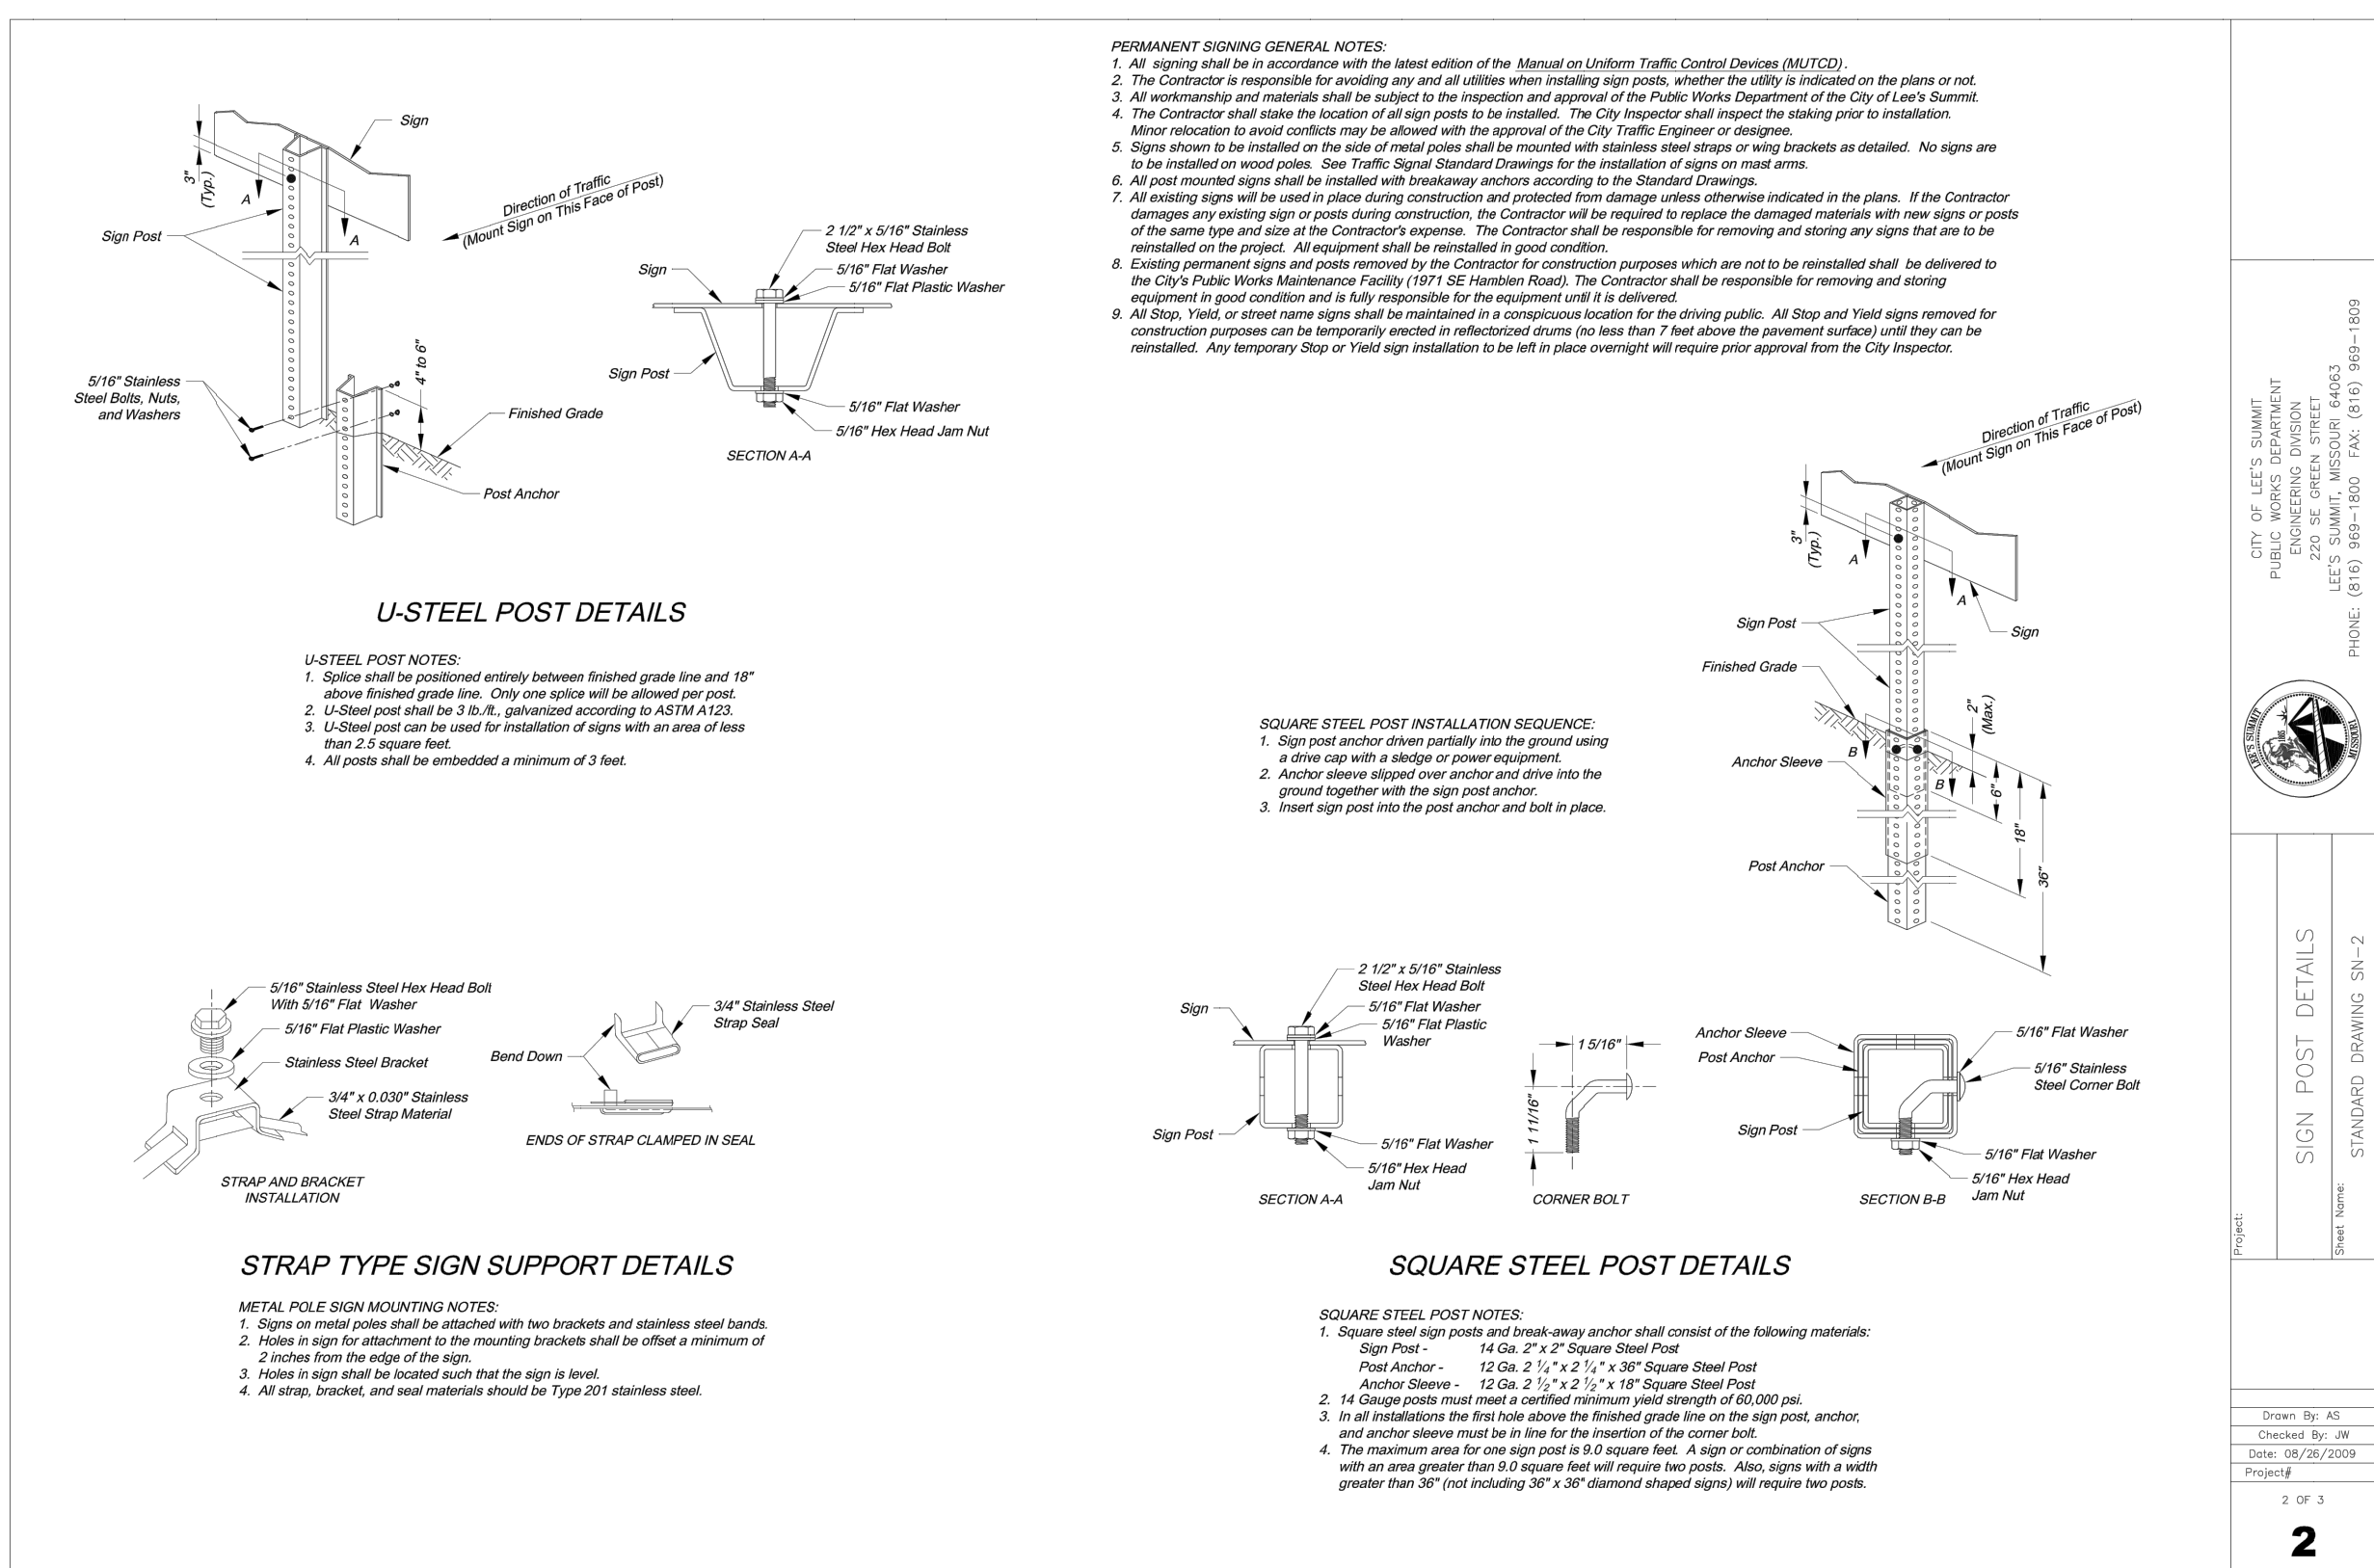 PERMANENT SIGNING GENERAL NOTES:
1. All signing shall be in accordance with the latest edition of the Manual on Uniform Traffic Control Devices (MUTCD).
2. The Contractor is responsible for avoiding any and all utilities when installing sign posts, whether the utility is indicated on the plans or not.
3. All workmanship and materials shall be subject to the inspection and approval of the Public Works Department of the City of Lee's Summit.
4. The Contractor shall stake the location of all sign posts to be installed. The City Inspector shall inspect the staking prior to installation.
Minor relocation to avoid conflicts may be allowed with the approval of the City Traffic Engineer or designee.
5. Signs shown to be installed on the side of metal poles shall be mounted with stainless steel straps or wing brackets as detailed. No signs are
to be installed on wood poles. See Traffic Signal Standard Drawings for the installation of signs on mast arms.
6. All post mounted signs shall be installed with breakaway anchors according to the Standard Drawings.
7. All existing signs will be used in place during construction and protected from damage unless otherwise indicated in the plans. If the Contractor
damages any existing sign or posts during construction, the Contractor will be required to replace the damaged materials with new signs or posts
of the same type and size at the Contractor's expense. The Contractor shall be responsible for removing and storing any signs that are to be
reinstalled on the project. All equipment shall be reinstalled in good condition.
8. Existing permanent signs and posts removed by the Contractor for construction purposes which are not to be reinstalled shall be delivered to
the City's Public Works Maintenance Facility (1971 SE Hamblen Road). The Contractor shall be responsible for removing and storing
equipment in good condition and is fully responsible for the equipment until it is delivered.
9. All Stop, Yield, or street name signs shall be maintained in a conspicuous location for the driving public. All Stop and Yield signs removed for
construction purposes can be temporarily erected in reflectorized drums (no less than 7 feet above the pavement surface) until they can be
reinstalled. Any temporary Stop or Yield sign installation to be left in place overnight will require prior approval from the City Inspector.
Sign
3"
(Typ.)
A
A
Direction of Traffic
(Mount Sign on This Face of Post)
Sign Post
4" to 6"
5/16" Stainless
Steel Bolts, Nuts,
and Washers
Finished Grade
Post Anchor
2 1/2" x 5/16" Stainless
Steel Hex Head Bolt
Sign
5/16" Flat Washer
5/16" Flat Plastic Washer
Sign Post
5/16" Flat Washer
5/16" Hex Head Jam Nut
SECTION A-A
U-STEEL POST DETAILS
U-STEEL POST NOTES:
1. Splice shall be positioned entirely between finished grade line and 18"
above finished grade line. Only one splice will be allowed per post.
2. U-Steel post shall be 3 lb./ft., galvanized according to ASTM A123.
3. U-Steel post can be used for installation of signs with an area of less
than 2.5 square feet.
4. All posts shall be embedded a minimum of 3 feet.
SQUARE STEEL POST INSTALLATION SEQUENCE:
1. Sign post anchor driven partially into the ground using
a drive cap with a sledge or power equipment.
2. Anchor sleeve slipped over anchor and drive into the
ground together with the sign post anchor.
3. Insert sign post into the post anchor and bolt in place.
Direction of Traffic
(Mount Sign on This Face of Post)
3"
(Typ.)
A
A
Sign Post
Sign
Finished Grade
2"
(Max.)
B
B
Anchor Sleeve
6"
18"
36"
Post Anchor
5/16" Stainless Steel Hex Head Bolt
With 5/16" Flat Washer
5/16" Flat Plastic Washer
Stainless Steel Bracket
3/4" x 0.030" Stainless
Steel Strap Material
STRAP AND BRACKET
INSTALLATION
3/4" Stainless Steel
Strap Seal
Bend Down
ENDS OF STRAP CLAMPED IN SEAL
STRAP TYPE SIGN SUPPORT DETAILS
METAL POLE SIGN MOUNTING NOTES:
1. Signs on metal poles shall be attached with two brackets and stainless steel bands.
2. Holes in sign for attachment to the mounting brackets shall be offset a minimum of
2 inches from the edge of the sign.
3. Holes in sign shall be located such that the sign is level.
4. All strap, bracket, and seal materials should be Type 201 stainless steel.
2 1/2" x 5/16" Stainless
Steel Hex Head Bolt
Sign
5/16" Flat Washer
5/16" Flat Plastic
Washer
Sign Post
5/16" Flat Washer
5/16" Hex Head
Jam Nut
SECTION A-A
1 5/16"
1 11/16"
CORNER BOLT
Anchor Sleeve
Post Anchor
Sign Post
5/16" Flat Washer
5/16" Stainless
Steel Corner Bolt
5/16" Flat Washer
5/16" Hex Head
Jam Nut
SECTION B-B
SQUARE STEEL POST DETAILS
SQUARE STEEL POST NOTES:
1. Square steel sign posts and break-away anchor shall consist of the following materials:
Sign Post - 14 Ga. 2" x 2" Square Steel Post
Post Anchor - 12 Ga. 2 1/4" x 2 1/4" x 36" Square Steel Post
Anchor Sleeve - 12 Ga. 2 1/2" x 2 1/2" x 18" Square Steel Post
2. 14 Gauge posts must meet a certified minimum yield strength of 60,000 psi.
3. In all installations the first hole above the finished grade line on the sign post, anchor,
and anchor sleeve must be in line for the insertion of the corner bolt.
4. The maximum area for one sign post is 9.0 square feet. A sign or combination of signs
with an area greater than 9.0 square feet will require two posts. Also, signs with a width
greater than 36" (not including 36" x 36" diamond shaped signs) will require two posts.
CITY OF LEE'S SUMMIT
PUBLIC WORKS DEPARTMENT
ENGINEERING DIVISION
220 SE GREEN STREET
LEE'S SUMMIT, MISSOURI 64063
PHONE: (816) 969-1800 FAX: (816) 969-1809
LEE'S SUMMIT
1865
MISSOURI
Project:
SIGN POST DETAILS
Sheet Name:
STANDARD DRAWING SN-2
Drawn By: AS
Checked By: JW
Date: 08/26/2009
Project#
2 OF 3
2